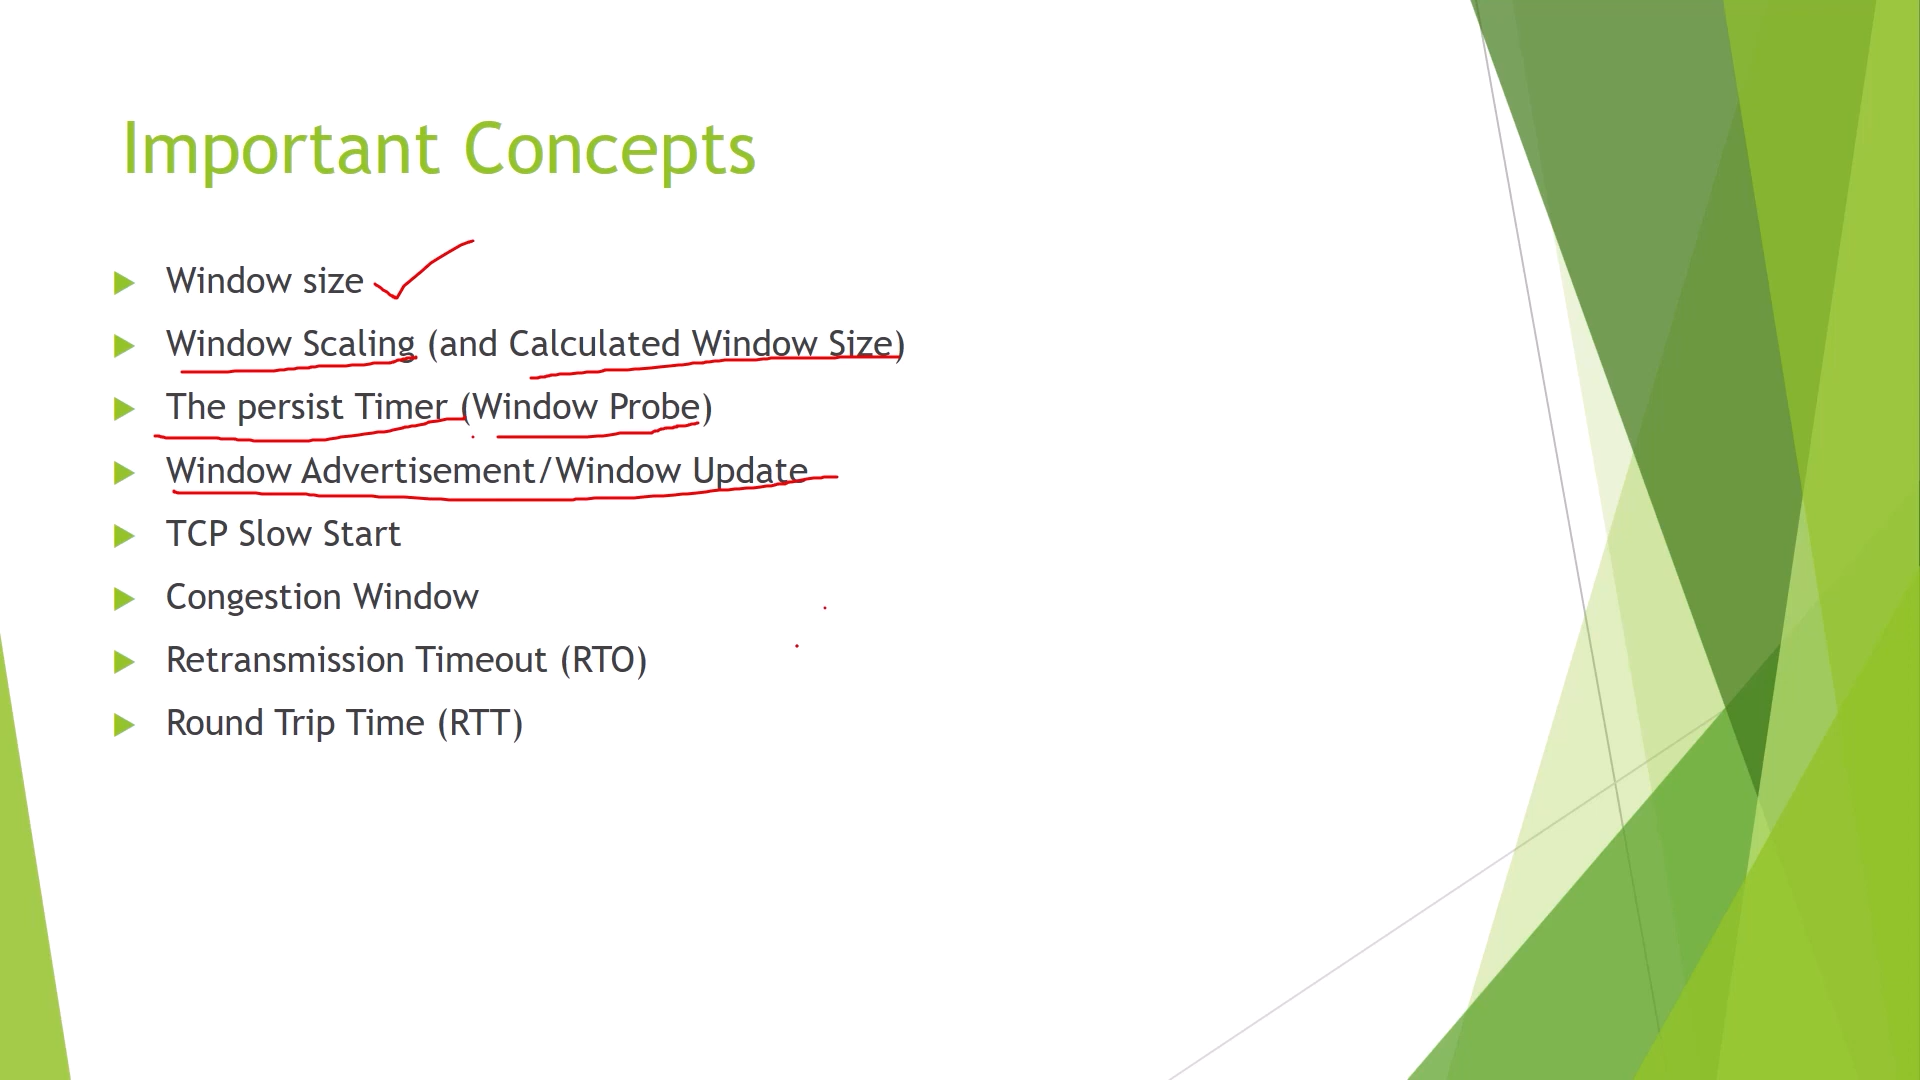 Important Concepts
Window size
Window Scaling (and Calculated Window Size)
The persist Timer (Window Probe)
Window Advertisement/Window Update
TCP Slow Start
Congestion Window
Retransmission Timeout (RTO)
Round Trip Time (RTT)